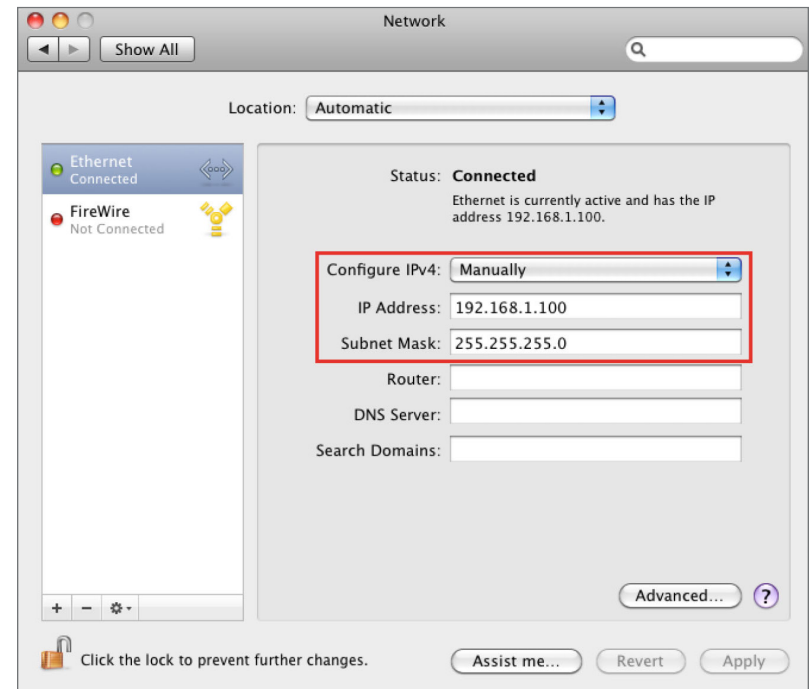 Network
Show All
Location: Automatic
Ethernet
Connected
FireWire
Not Connected
Status: Connected
Ethernet is currently active and has the IP
address 192.168.1.100.
Configure IPv4: Manually
IP Address: 192.168.1.100
Subnet Mask: 255.255.255.0
Router:
DNS Server:
Search Domains:
Advanced... ?
+ −
Click the lock to prevent further changes.
Assist me... Revert Apply